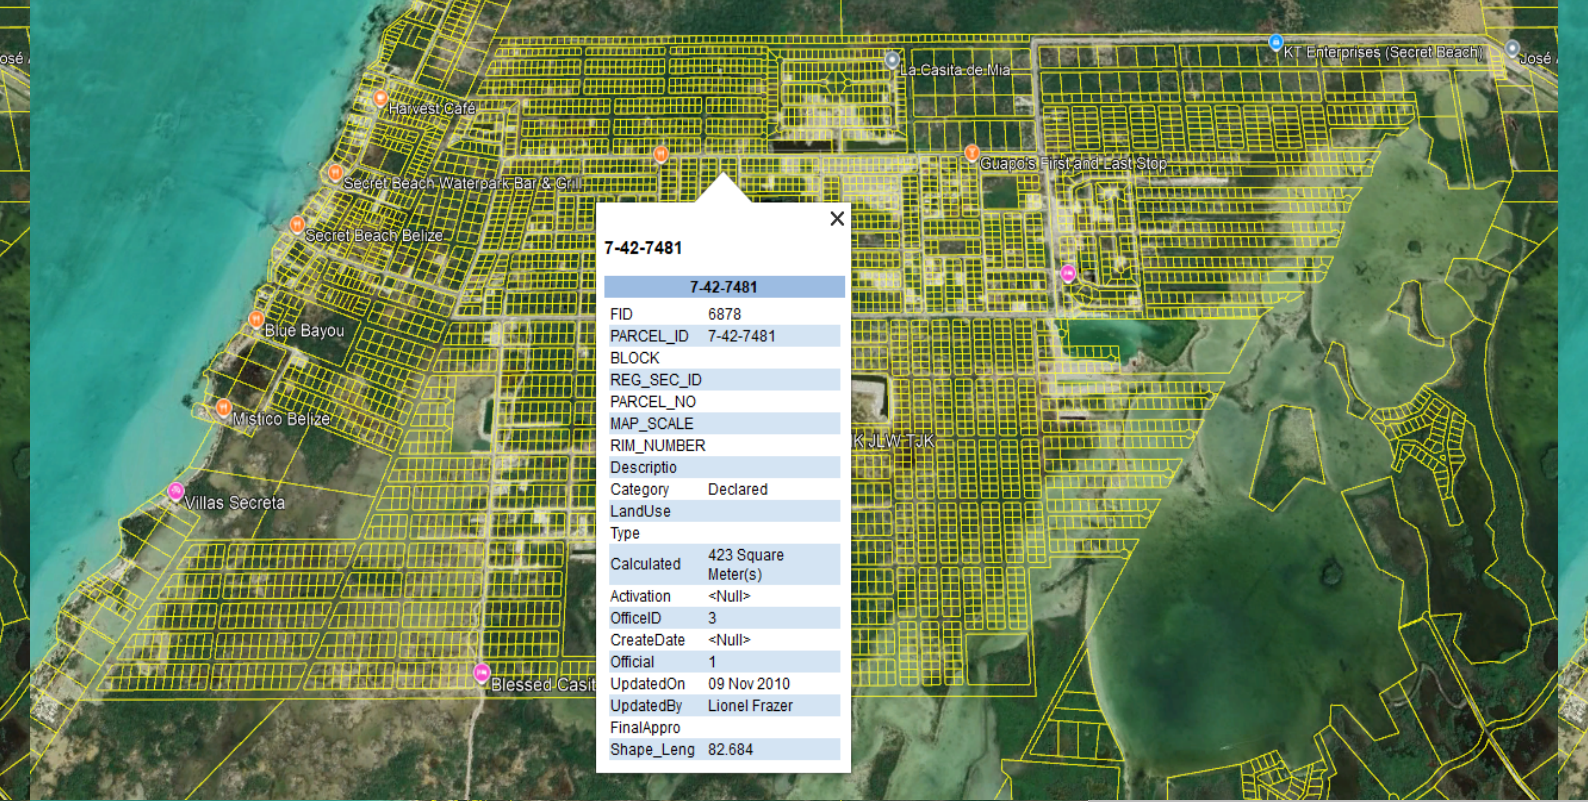 José
KT Enterprises (Secret Beach)
José
La Casita de Mia
Harvest Café
Guapo's First and Last Stop
Secret Beach Waterpark Bar & Grill
Secret Beach Belize
Blue Bayou
Mistico Belize
K JLW TJK
Villas Secreta
Blessed Casit
7-42-7481
7-42-7481
FID 6878
PARCEL_ID 7-42-7481
BLOCK
REG_SEC_ID
PARCEL_NO
MAP_SCALE
RIM_NUMBER
Descriptio
Category Declared
LandUse
Type
Calculated 423 Square
Meter(s)
Activation <Null>
OfficeID 3
CreateDate <Null>
Official 1
UpdatedOn 09 Nov 2010
UpdatedBy Lionel Frazer
FinalAppro
Shape_Leng 82.684